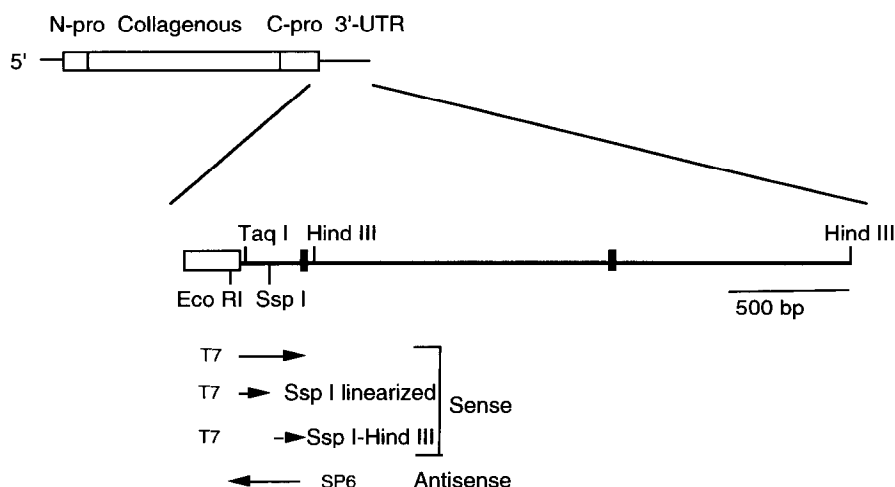 N-pro Collagenous C-pro 3'-UTR
5'
Taq I Hind III Hind III
Eco RI Ssp I
500 bp
T7
T7 Ssp I linearized
Sense
T7 Ssp I-Hind III
SP6 Antisense